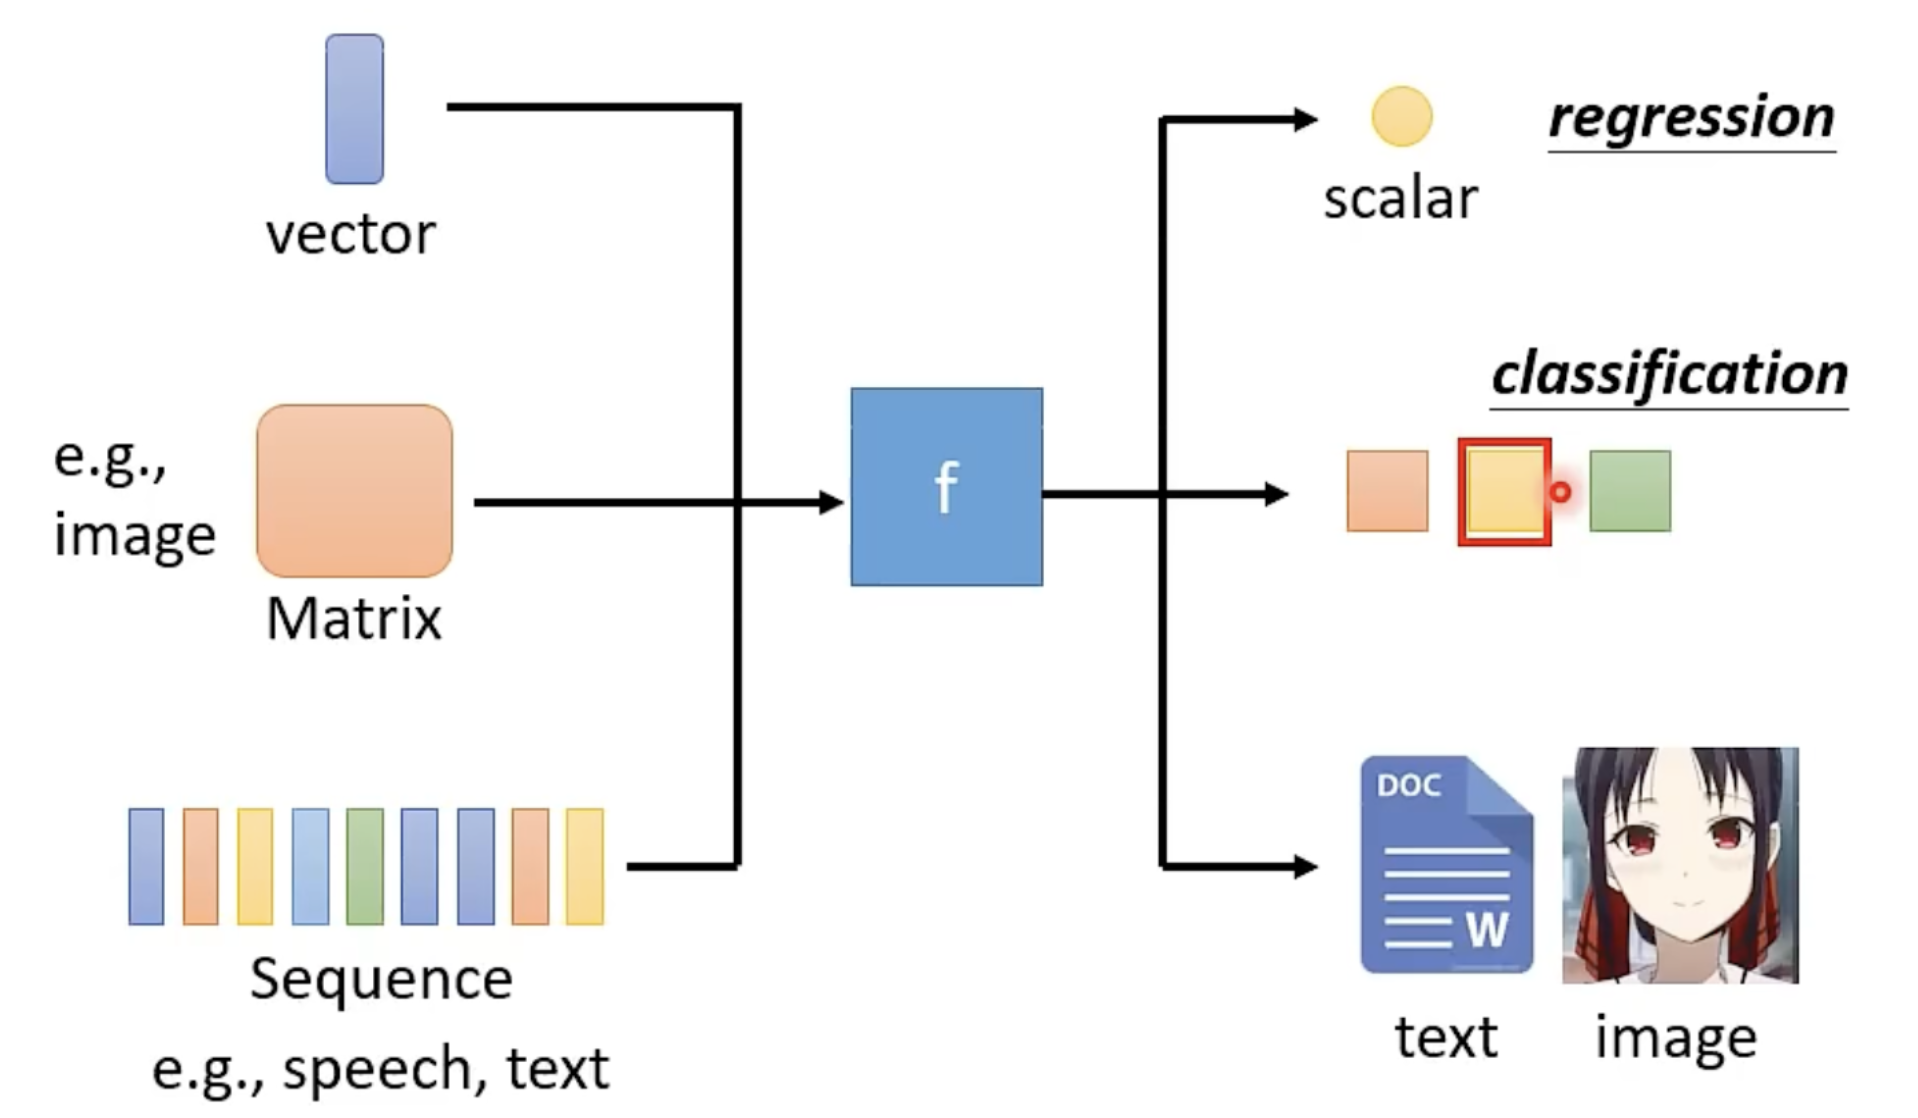 vector
e.g.,
image
Matrix
Sequence
e.g., speech, text
f
regression
scalar
classification
DOC
W
text
image